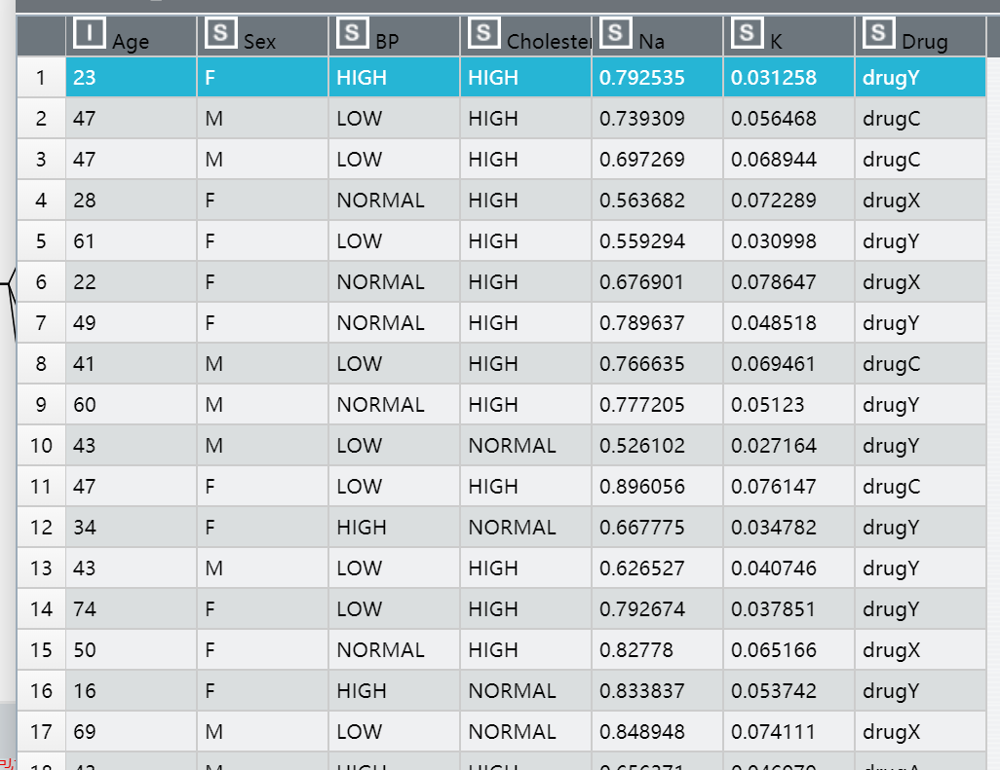 I Age S Sex S BP S Cholester S Na S K S Drug
1 23 F HIGH HIGH 0.792535 0.031258 drugY
2 47 M LOW HIGH 0.739309 0.056468 drugC
3 47 M LOW HIGH 0.697269 0.068944 drugC
4 28 F NORMAL HIGH 0.563682 0.072289 drugX
5 61 F LOW HIGH 0.559294 0.030998 drugY
6 22 F NORMAL HIGH 0.676901 0.078647 drugX
7 49 F NORMAL HIGH 0.789637 0.048518 drugY
8 41 M LOW HIGH 0.766635 0.069461 drugC
9 60 M NORMAL HIGH 0.777205 0.05123 drugY
10 43 M LOW NORMAL 0.526102 0.027164 drugY
11 47 F LOW HIGH 0.896056 0.076147 drugC
12 34 F HIGH NORMAL 0.667775 0.034782 drugY
13 43 M LOW HIGH 0.626527 0.040746 drugY
14 74 F LOW HIGH 0.792674 0.037851 drugY
15 50 F NORMAL HIGH 0.82778 0.065166 drugX
16 16 F HIGH NORMAL 0.833837 0.053742 drugY
17 69 M LOW NORMAL 0.848948 0.074111 drugX
18 43 M HIGH HIGH 0.656371 0.046979 drugA